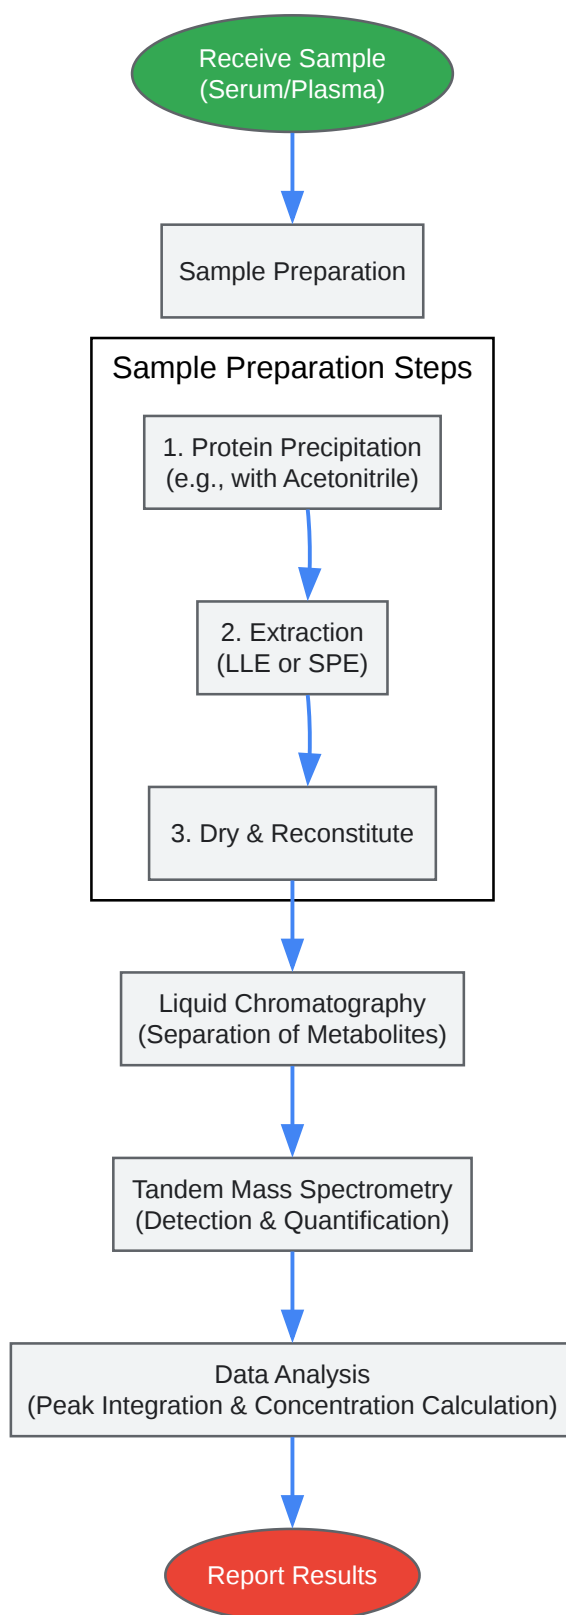 Receive Sample
(Serum/Plasma)
Sample Preparation
Sample Preparation Steps
1. Protein Precipitation
(e.g., with Acetonitrile)
2. Extraction
(LLE or SPE)
3. Dry & Reconstitute
Liquid Chromatography
(Separation of Metabolites)
Tandem Mass Spectrometry
(Detection & Quantification)
Data Analysis
(Peak Integration & Concentration Calculation)
Report Results